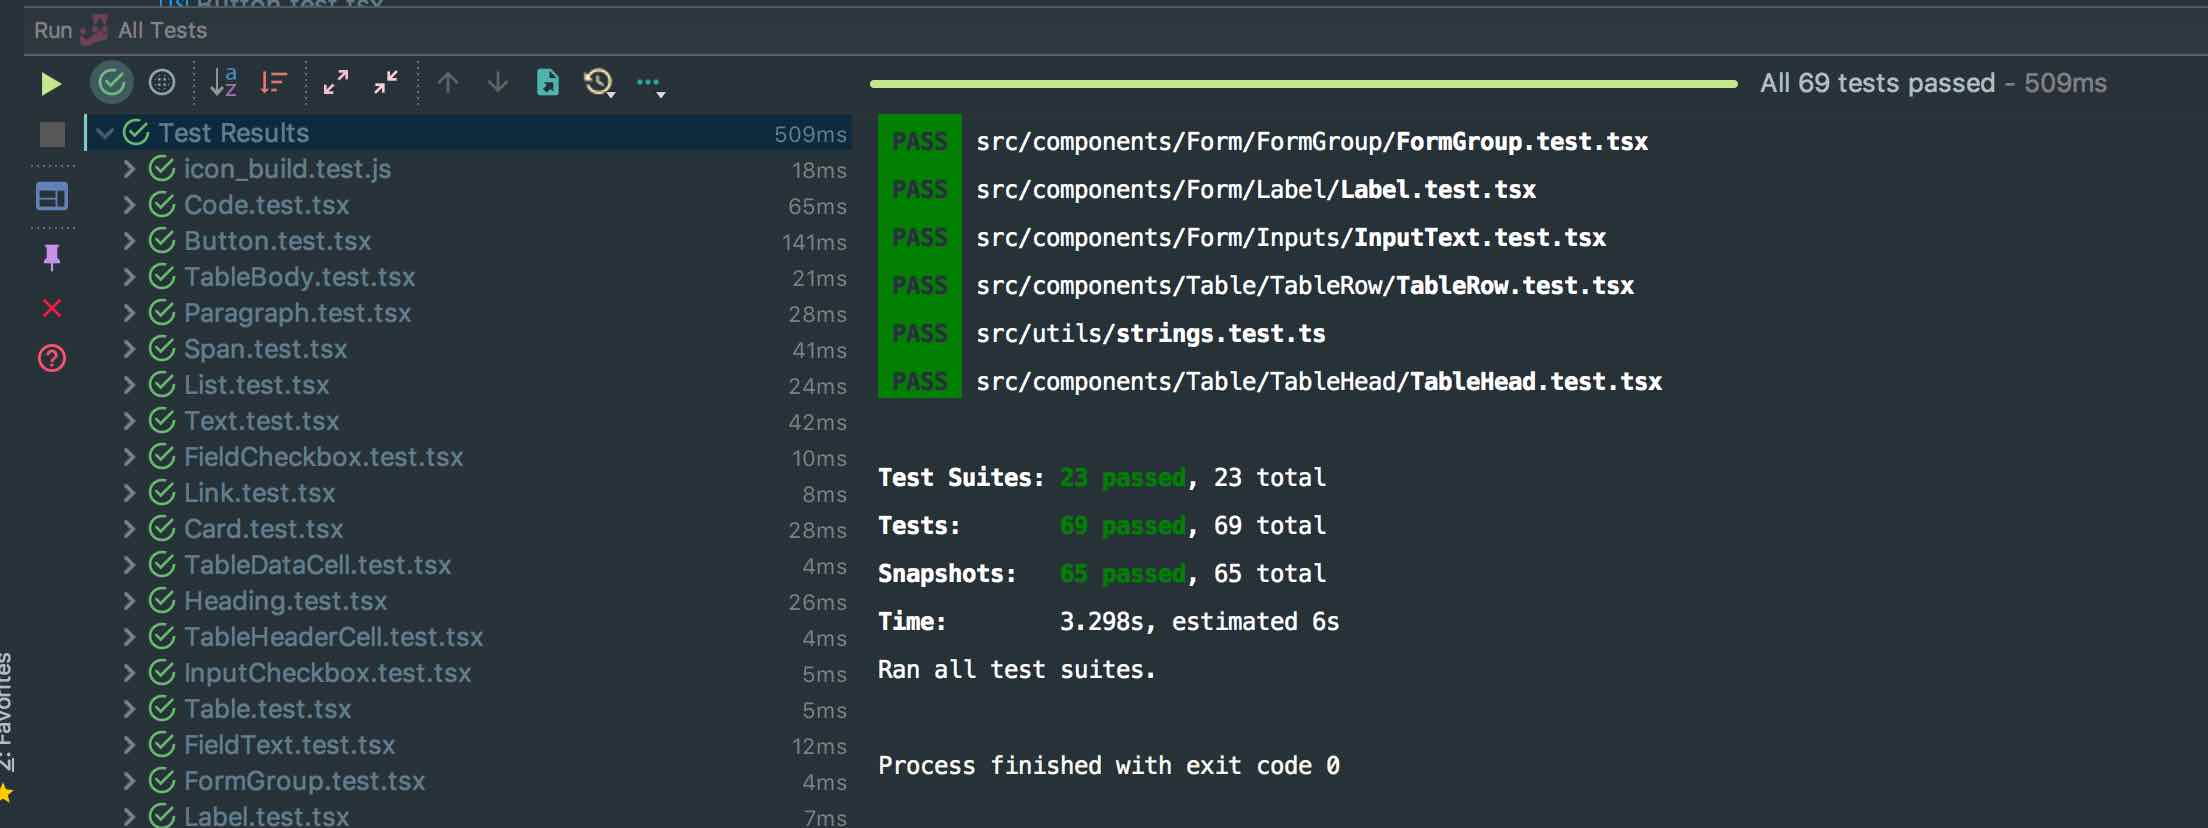 Button.test.tsx
Run All Tests
All 69 tests passed - 509ms
Test Results 509ms
icon_build.test.js 18ms
Code.test.tsx 65ms
Button.test.tsx 141ms
TableBody.test.tsx 21ms
Paragraph.test.tsx 28ms
Span.test.tsx 41ms
List.test.tsx 24ms
Text.test.tsx 42ms
FieldCheckbox.test.tsx 10ms
Link.test.tsx 8ms
Card.test.tsx 28ms
TableDataCell.test.tsx 4ms
Heading.test.tsx 26ms
TableHeaderCell.test.tsx 4ms
InputCheckbox.test.tsx 5ms
Table.test.tsx 5ms
FieldText.test.tsx 12ms
FormGroup.test.tsx 4ms
Label.test.tsx 7ms
PASS src/components/Form/FormGroup/FormGroup.test.tsx
PASS src/components/Form/Label/Label.test.tsx
PASS src/components/Form/Inputs/InputText.test.tsx
PASS src/components/Table/TableRow/TableRow.test.tsx
PASS src/utils/strings.test.ts
PASS src/components/Table/TableHead/TableHead.test.tsx
Test Suites: 23 passed, 23 total
Tests: 69 passed, 69 total
Snapshots: 65 passed, 65 total
Time: 3.298s, estimated 6s
Ran all test suites.
Process finished with exit code 0
2: Favorites